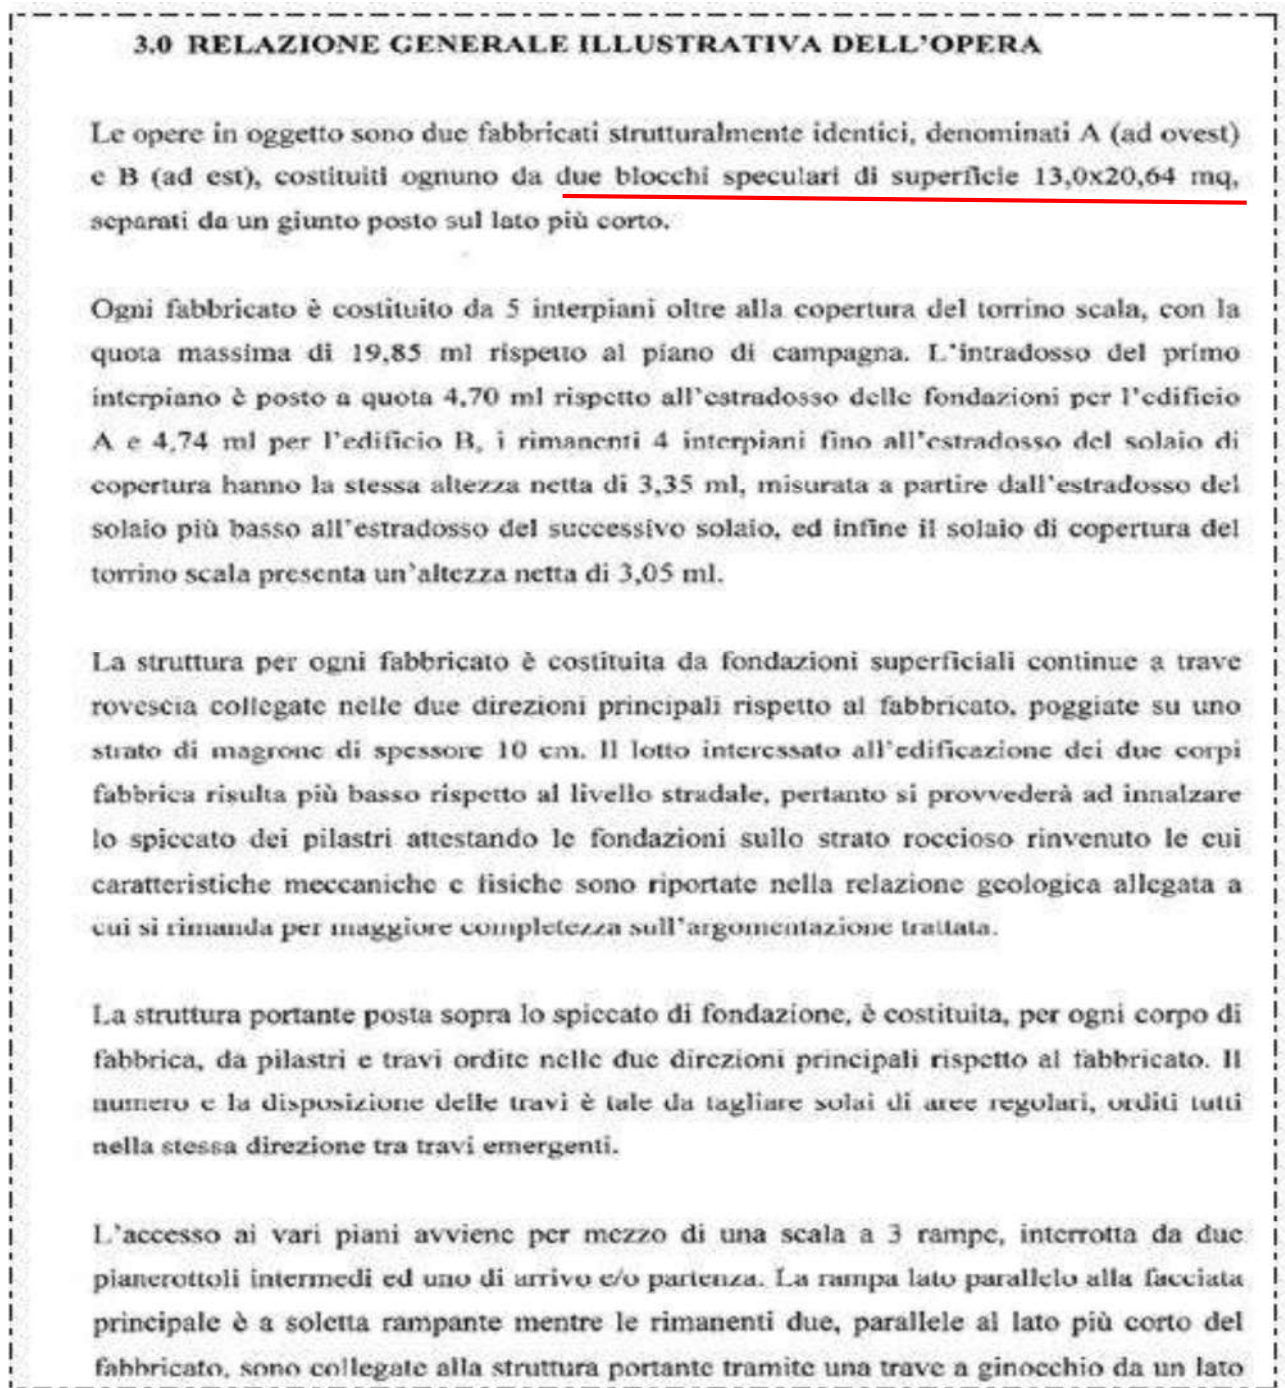 3.0 RELAZIONE GENERALE ILLUSTRATIVA DELL'OPERA
Le opere in oggetto sono due fabbricati strutturalmente identici, denominati A (ad ovest)
e B (ad est), costituiti ognuno da due blocchi speculari di superficie 13,0x20,64 mq,
separati da un giunto posto sul lato più corto.
Ogni fabbricato è costituito da 5 interpiani oltre alla copertura del torrino scala, con la
quota massima di 19,85 ml rispetto al piano di campagna. L'intradosso del primo
interpiano è posto a quota 4,70 ml rispetto all'estradosso delle fondazioni per l'edificio
A e 4,74 ml per l'edificio B, i rimanenti 4 interpiani fino all'estradosso del solaio di
copertura hanno la stessa altezza netta di 3,35 ml, misurata a partire dall'estradosso del
solaio più basso all'estradosso del successivo solaio, ed infine il solaio di copertura del
torrino scala presenta un'altezza netta di 3,05 ml.
La struttura per ogni fabbricato è costituita da fondazioni superficiali continue a trave
rovescia collegate nelle due direzioni principali rispetto al fabbricato, poggiate su uno
strato di magrone di spessore 10 cm. Il lotto interessato all'edificazione dei due corpi
fabbrica risulta più basso rispetto al livello stradale, pertanto si provvederà ad innalzare
lo spiccato dei pilastri attestando le fondazioni sullo strato roccioso rinvenuto le cui
caratteristiche meccaniche e fisiche sono riportate nella relazione geologica allegata a
cui si rimanda per maggiore completezza sull'argomentazione trattata.
La struttura portante posta sopra lo spiccato di fondazione, è costituita, per ogni corpo di
fabbrica, da pilastri e travi ordite nelle due direzioni principali rispetto al fabbricato. Il
numero e la disposizione delle travi è tale da tagliare solai di aree regolari, orditi tutti
nella stessa direzione tra travi emergenti.
L'accesso ai vari piani avviene per mezzo di una scala a 3 rampe, interrotta da due
pianerottoli intermedi ed uno di arrivo e/o partenza. La rampa lato parallelo alla facciata
principale è a soletta rampante mentre le rimanenti due, parallele al lato più corto del
fabbricato, sono collegate alla struttura portante tramite una trave a ginocchio da un lato